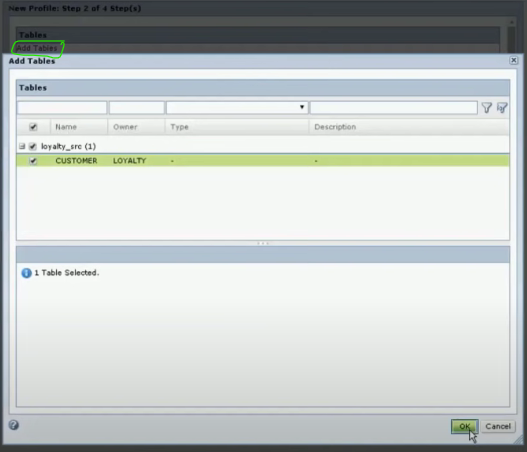 New Profile: Step 2 of 4 Step(s)
Tables
Add Tables
Add Tables
Tables
Name Owner Type Description
loyalty_src (1)
CUSTOMER LOYALTY - -
1 Table Selected.
OK Cancel